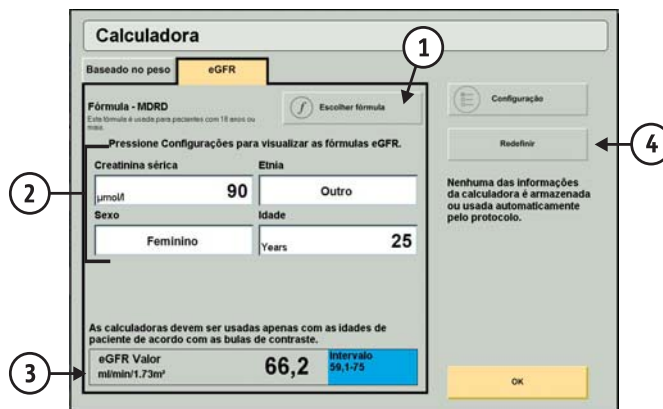 Calculadora
1
Baseado no peso
eGFR
Fórmula - MDRD
Esta fórmula é usada para pacientes com 18 anos ou
mais.
Escolher fórmula
Configuração
Pressione Configurações para visualizar as fórmulas eGFR.
Redefinir
4
Creatinina sérica
Etnia
2
µmol/l
90
Outro
Nenhuma das informações
da calculadora é armazenada
ou usada automaticamente
pelo protocolo.
Sexo
Idade
Feminino
Years
25
As calculadoras devem ser usadas apenas com as idades de
paciente de acordo com as bulas de contraste.
3
eGFR Valor
ml/min/1.73m²
66,2
Intervalo
59,1-75
OK